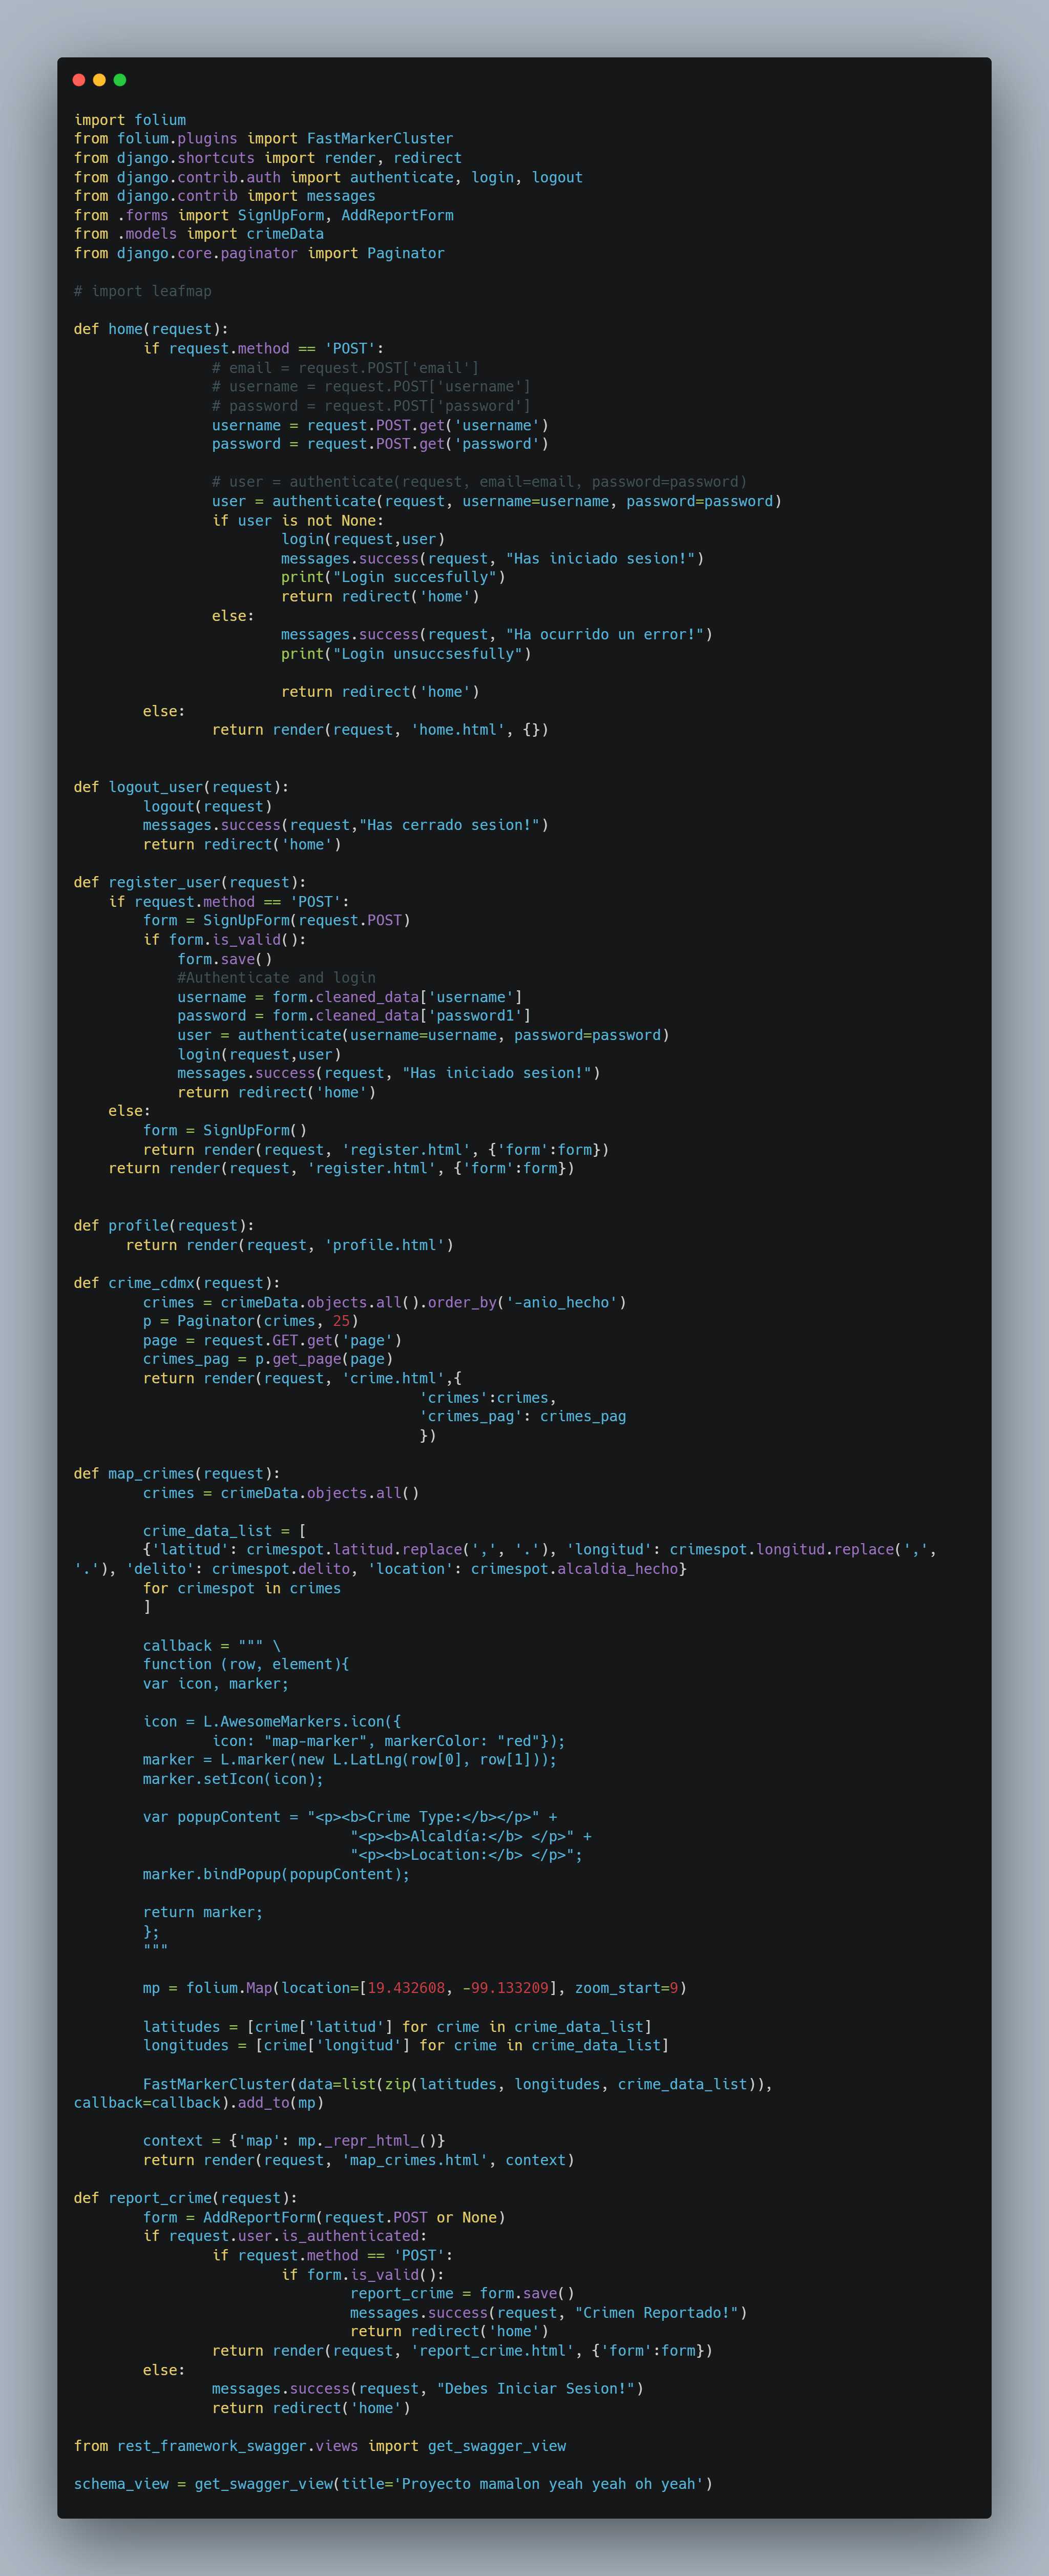 import folium
from folium.plugins import FastMarkerCluster
from django.shortcuts import render, redirect
from django.contrib.auth import authenticate, login, logout
from django.contrib import messages
from .forms import SignUpForm, AddReportForm
from .models import crimeData
from django.core.paginator import Paginator

# import leafmap

def home(request):
        if request.method == 'POST':
                # email = request.POST['email']
                # username = request.POST['username']
                # password = request.POST['password']
                username = request.POST.get('username')
                password = request.POST.get('password')

                # user = authenticate(request, email=email, password=password)
                user = authenticate(request, username=username, password=password)
                if user is not None:
                        login(request,user)
                        messages.success(request, "Has iniciado sesion!")
                        print("Login succesfully")
                        return redirect('home')
                else:
                        messages.success(request, "Ha ocurrido un error!")
                        print("Login unsuccsesfully")

                        return redirect('home')
        else:
                return render(request, 'home.html', {})


def logout_user(request):
        logout(request)
        messages.success(request,"Has cerrado sesion!")
        return redirect('home')

def register_user(request):
    if request.method == 'POST':
        form = SignUpForm(request.POST)
        if form.is_valid():
            form.save()
            #Authenticate and login
            username = form.cleaned_data['username']
            password = form.cleaned_data['password1']
            user = authenticate(username=username, password=password)
            login(request,user)
            messages.success(request, "Has iniciado sesion!")
            return redirect('home')
    else:
        form = SignUpForm()
        return render(request, 'register.html', {'form':form})
    return render(request, 'register.html', {'form':form})


def profile(request):
      return render(request, 'profile.html')

def crime_cdmx(request):
        crimes = crimeData.objects.all().order_by('-anio_hecho')
        p = Paginator(crimes, 25)
        page = request.GET.get('page')
        crimes_pag = p.get_page(page)
        return render(request, 'crime.html',{
                                        'crimes':crimes,
                                        'crimes_pag': crimes_pag
                                        })

def map_crimes(request):
        crimes = crimeData.objects.all()

        crime_data_list = [
        {'latitud': crimespot.latitud.replace(',', '.'), 'longitud': crimespot.longitud.replace(',',
'.'), 'delito': crimespot.delito, 'location': crimespot.alcaldia_hecho}
        for crimespot in crimes
        ]

        callback = """ \
        function (row, element){
        var icon, marker;

        icon = L.AwesomeMarkers.icon({
                icon: "map-marker", markerColor: "red"});
        marker = L.marker(new L.LatLng(row[0], row[1]));
        marker.setIcon(icon);

        var popupContent = "<p><b>Crime Type:</b></p>" +
                                "<p><b>Alcaldía:</b> </p>" +
                                "<p><b>Location:</b> </p>";
        marker.bindPopup(popupContent);

        return marker;
        };
        """

        mp = folium.Map(location=[19.432608, -99.133209], zoom_start=9)

        latitudes = [crime['latitud'] for crime in crime_data_list]
        longitudes = [crime['longitud'] for crime in crime_data_list]

        FastMarkerCluster(data=list(zip(latitudes, longitudes, crime_data_list)),
callback=callback).add_to(mp)

        context = {'map': mp._repr_html_()}
        return render(request, 'map_crimes.html', context)

def report_crime(request):
        form = AddReportForm(request.POST or None)
        if request.user.is_authenticated:
                if request.method == 'POST':
                        if form.is_valid():
                                report_crime = form.save()
                                messages.success(request, "Crimen Reportado!")
                                return redirect('home')
                return render(request, 'report_crime.html', {'form':form})
        else:
                messages.success(request, "Debes Iniciar Sesion!")
                return redirect('home')

from rest_framework_swagger.views import get_swagger_view

schema_view = get_swagger_view(title='Proyecto mamalon yeah yeah oh yeah')